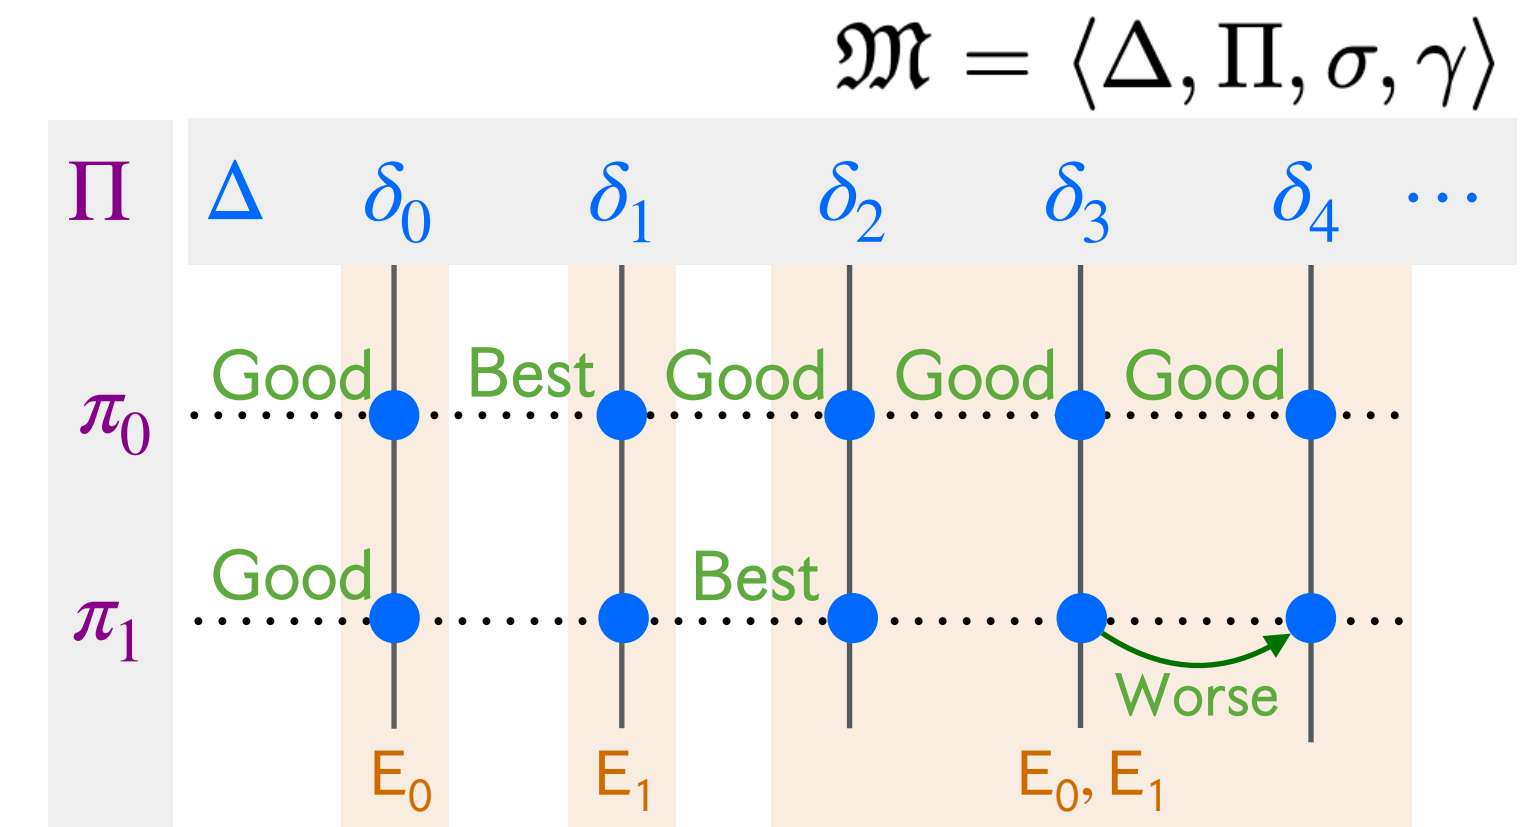 𝔐 = ⟨Δ, Π, σ, γ⟩
Π Δ δ₀ δ₁ δ₂ δ₃ δ₄ ⋯
Good Best Good Good Good
π₀
Good Best
π₁
Worse
E₀ E₁ E₀, E₁